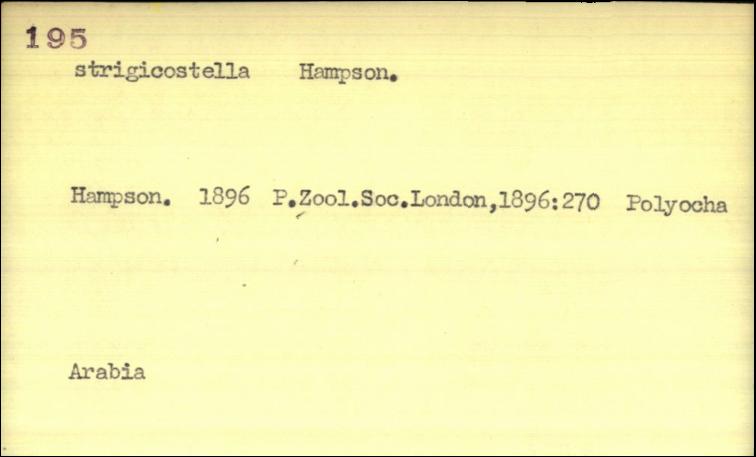 195
strigicostella Hampson.
Hampson. 1896 P.Zool.Soc.London,1896:270 Polyocha
Arabia